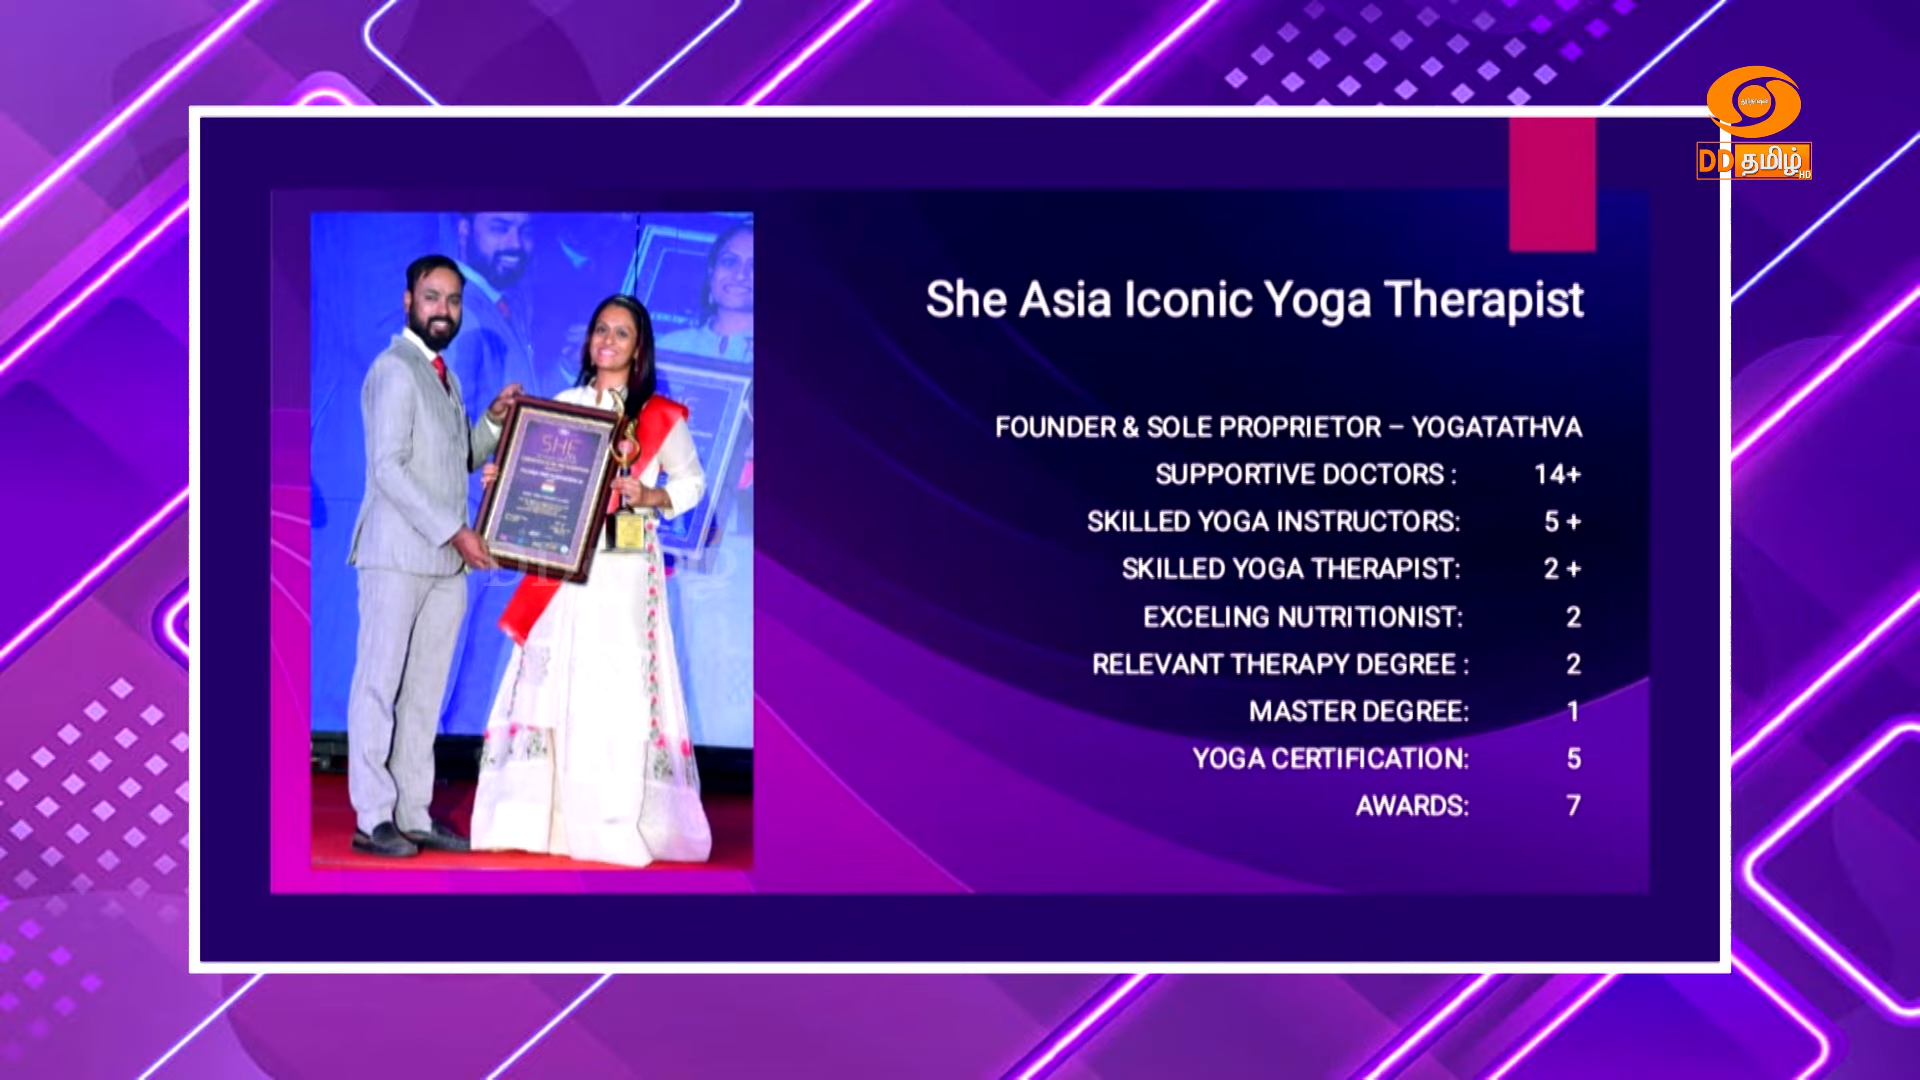 DD தமிழ் HD
She Asia Iconic Yoga Therapist
FOUNDER & SOLE PROPRIETOR – YOGATATHVA
SUPPORTIVE DOCTORS : 14+
SKILLED YOGA INSTRUCTORS: 5 +
SKILLED YOGA THERAPIST: 2 +
EXCELING NUTRITIONIST: 2
RELEVANT THERAPY DEGREE : 2
MASTER DEGREE: 1
YOGA CERTIFICATION: 5
AWARDS: 7
SHE